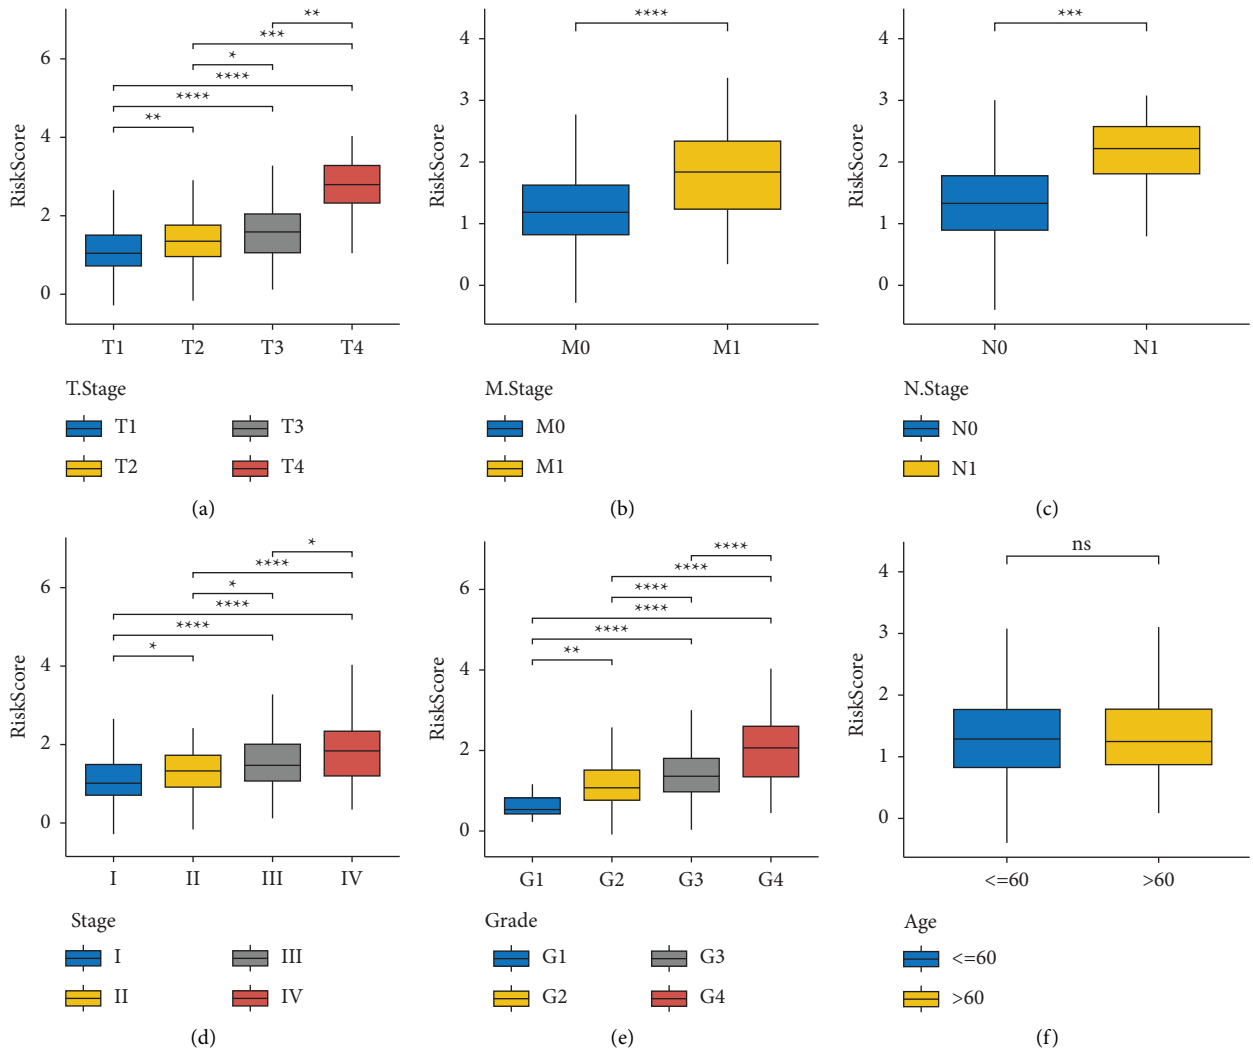 **
***
*
****
****
**
6
4
2
0
RiskScore
T1 T2 T3 T4
T.Stage
T1 T3
T2 T4
(a)
****
4
3
2
1
0
RiskScore
M0 M1
M.Stage
M0
M1
(b)
***
4
3
2
1
0
RiskScore
N0 N1
N.Stage
N0
N1
(c)
*
****
*
****
****
*
6
4
2
0
RiskScore
I II III IV
Stage
I III
II IV
(d)
****
****
****
****
****
**
6
4
2
0
RiskScore
G1 G2 G3 G4
Grade
G1 G3
G2 G4
(e)
ns
4
3
2
1
0
RiskScore
<=60 >60
Age
<=60
>60
(f)